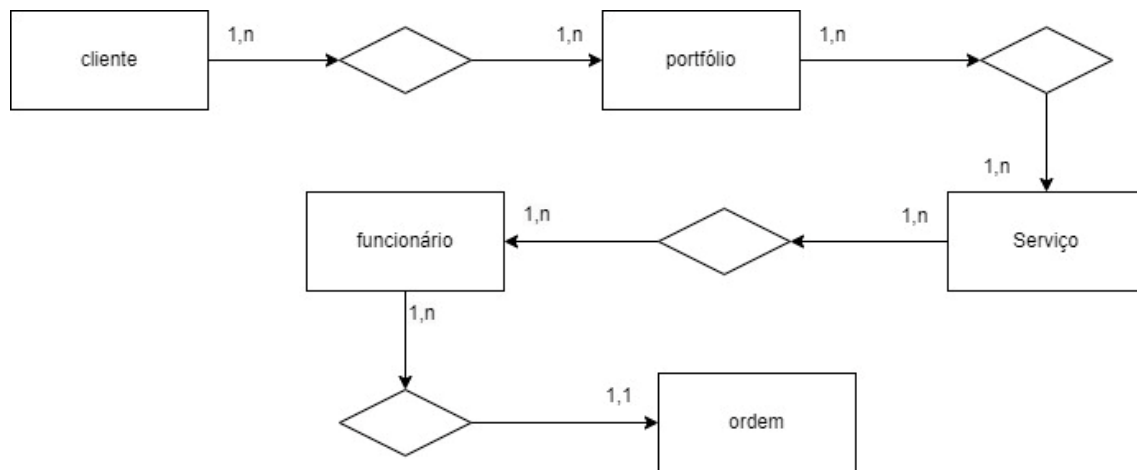 cliente
1,n
1,n
portfólio
1,n
1,n
Serviço
1,n
1,n
funcionário
1,n
1,1
ordem